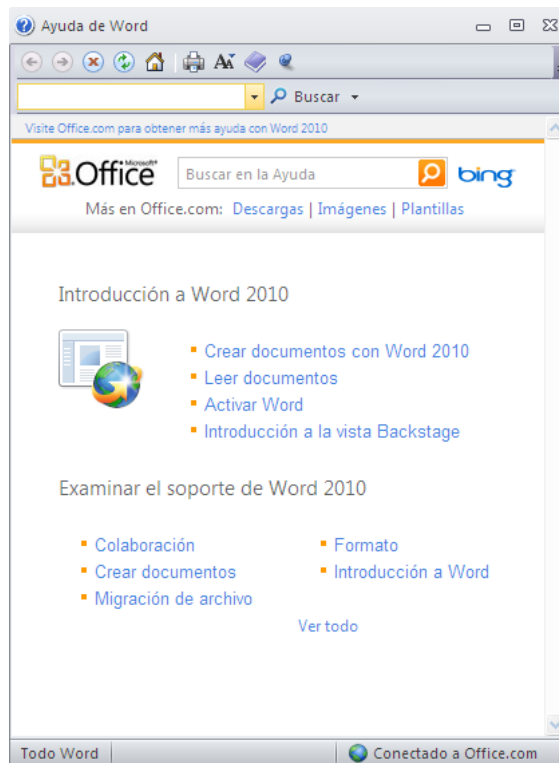 Ayuda de Word
Buscar
Visite Office.com para obtener más ayuda con Word 2010
Microsoft®
Office
Buscar en la Ayuda
bing
Más en Office.com: Descargas | Imágenes | Plantillas
Introducción a Word 2010
Crear documentos con Word 2010
Leer documentos
Activar Word
Introducción a la vista Backstage
Examinar el soporte de Word 2010
Colaboración
Formato
Crear documentos
Introducción a Word
Migración de archivo
Ver todo
Todo Word
Conectado a Office.com